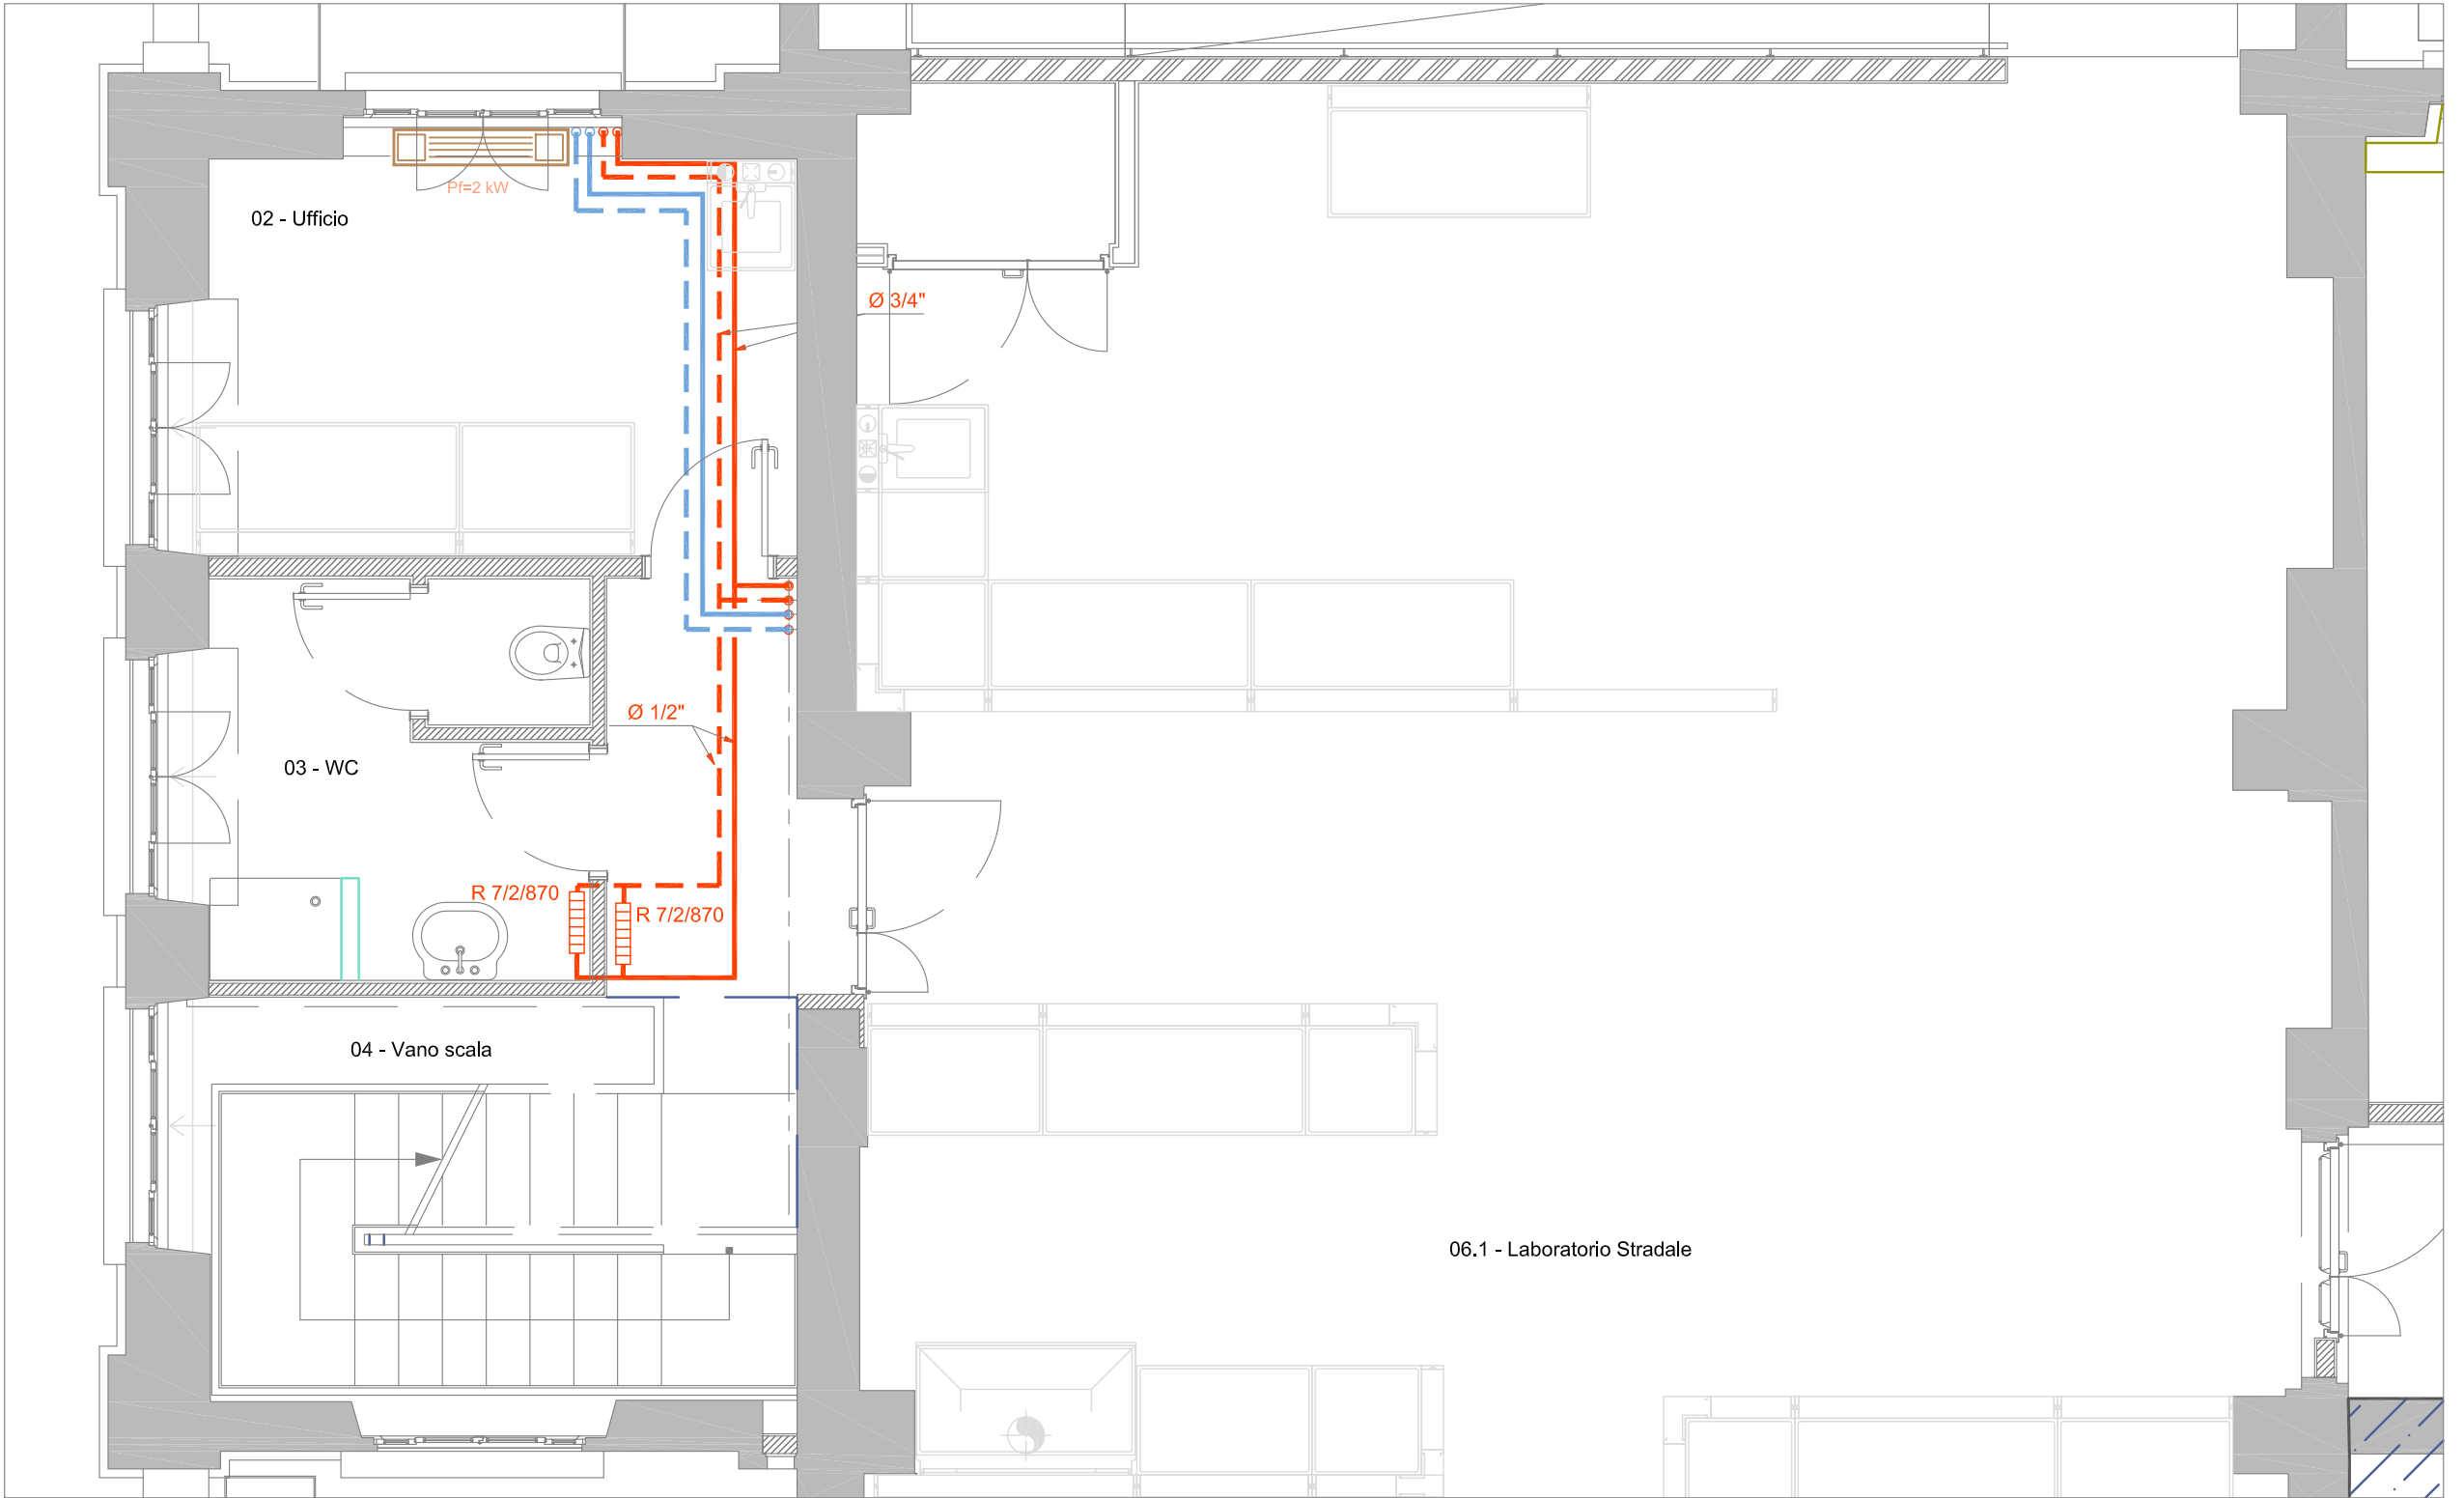 Pf=2 kW
02 - Ufficio
Ø 3/4"
Ø 1/2"
03 - WC
R 7/2/870
R 7/2/870
04 - Vano scala
06.1 - Laboratorio Stradale